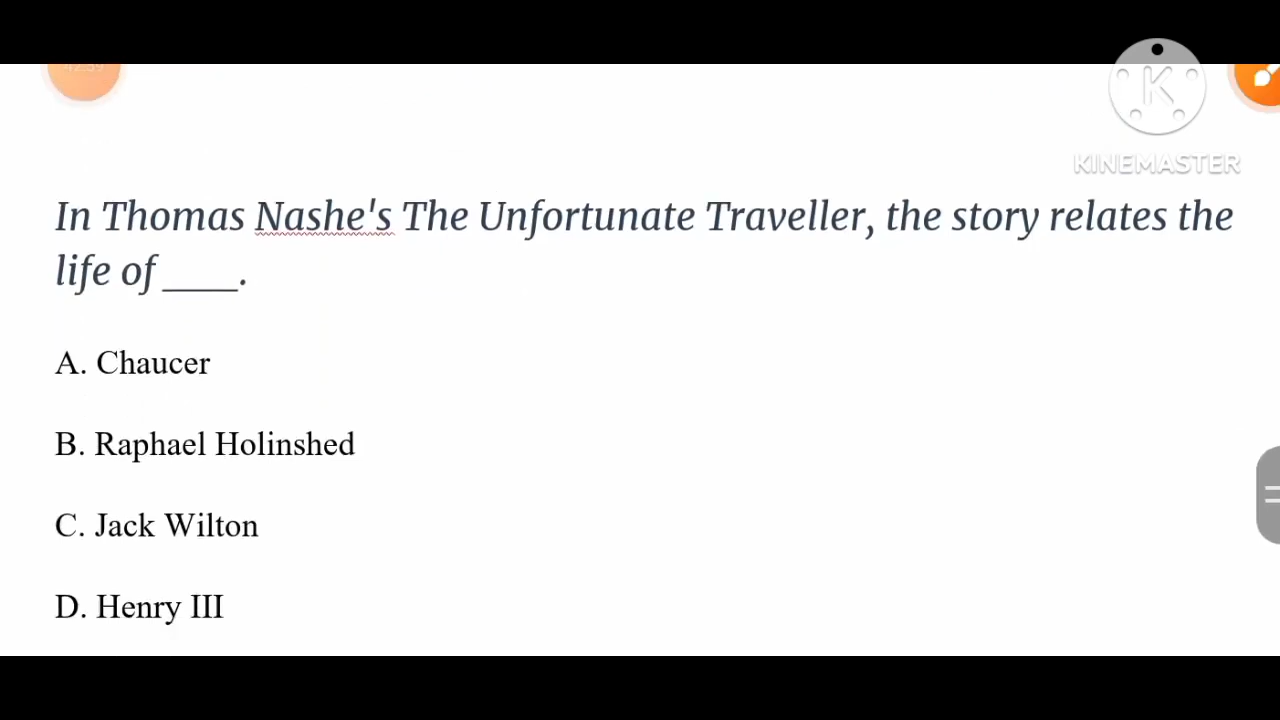 KINEMASTER
In Thomas Nashe's The Unfortunate Traveller, the story relates the
life of ____.
A. Chaucer
B. Raphael Holinshed
C. Jack Wilton
D. Henry III